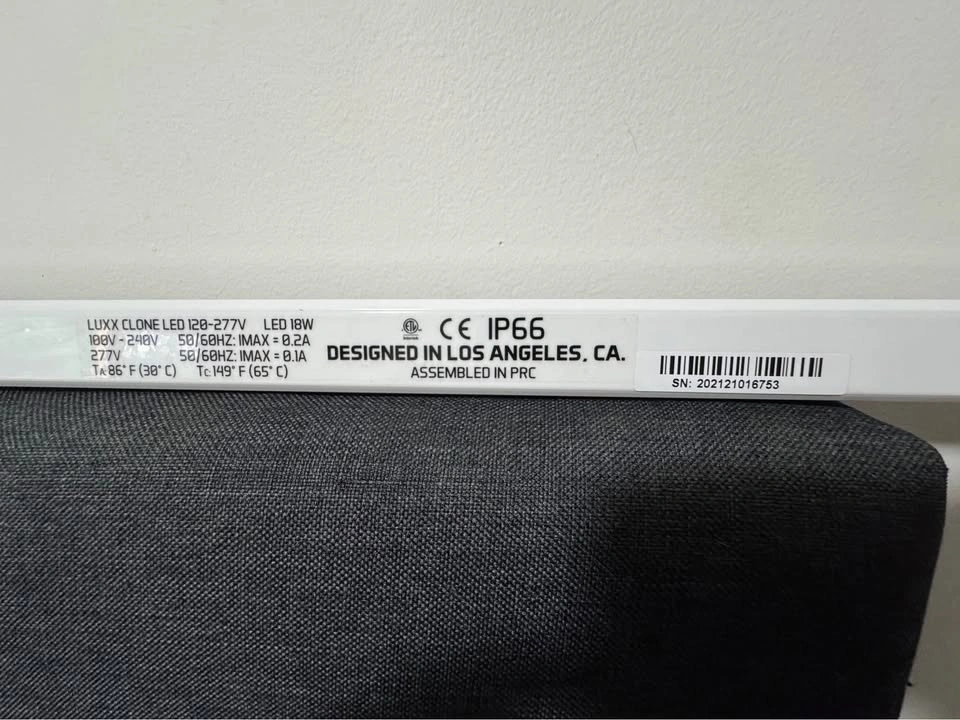 LUXX CLONE LED 120-277V LED 18W
100V - 240V 50/60HZ: IMAX = 0.2A
277V 50/60HZ: IMAX = 0.1A
TA:86° F (30° C) Tc:149° F (65° C)
ETL CE IP66
DESIGNED IN LOS ANGELES, CA.
ASSEMBLED IN PRC
SN: 202121016753